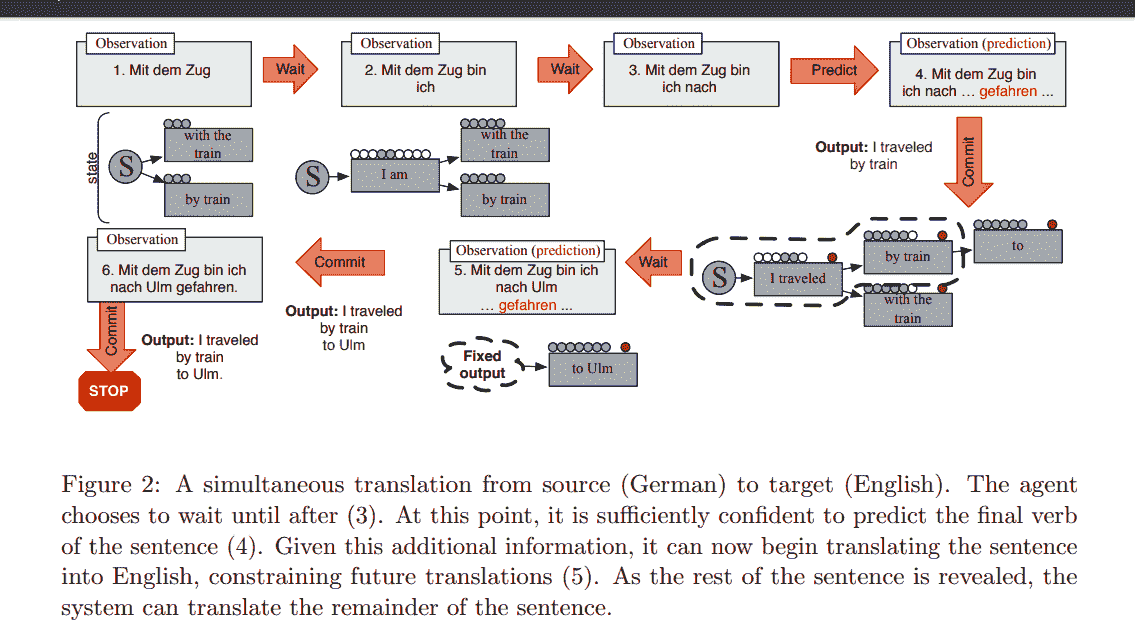 Observation
1. Mit dem Zug
Wait
Observation
2. Mit dem Zug bin
ich
Wait
Observation
3. Mit dem Zug bin
ich nach
Predict
Observation (prediction)
4. Mit dem Zug bin
ich nach ... gefahren ...
state
S
with the
train
by train
S
I am
with the
train
by train
Output: I traveled
by train
Commit
S
I traveled
by train
with the
train
to
Wait
Observation (prediction)
5. Mit dem Zug bin ich
nach Ulm
... gefahren ...
Fixed
output
to Ulm
Commit
Output: I traveled
by train
to Ulm
Observation
6. Mit dem Zug bin ich
nach Ulm gefahren.
Commit
Output: I traveled
by train
to Ulm.
STOP
Figure 2: A simultaneous translation from source (German) to target (English). The agent
chooses to wait until after (3). At this point, it is sufficiently confident to predict the final verb
of the sentence (4). Given this additional information, it can now begin translating the sentence
into English, constraining future translations (5). As the rest of the sentence is revealed, the
system can translate the remainder of the sentence.